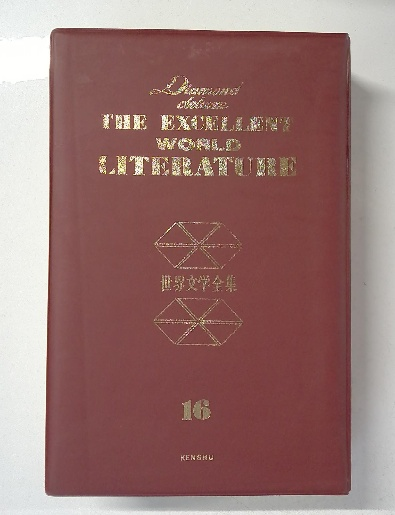 Diamond
deluxe
THE EXCELLENT
WORLD
LITERATURE
世界文学全集
16
KENSHU